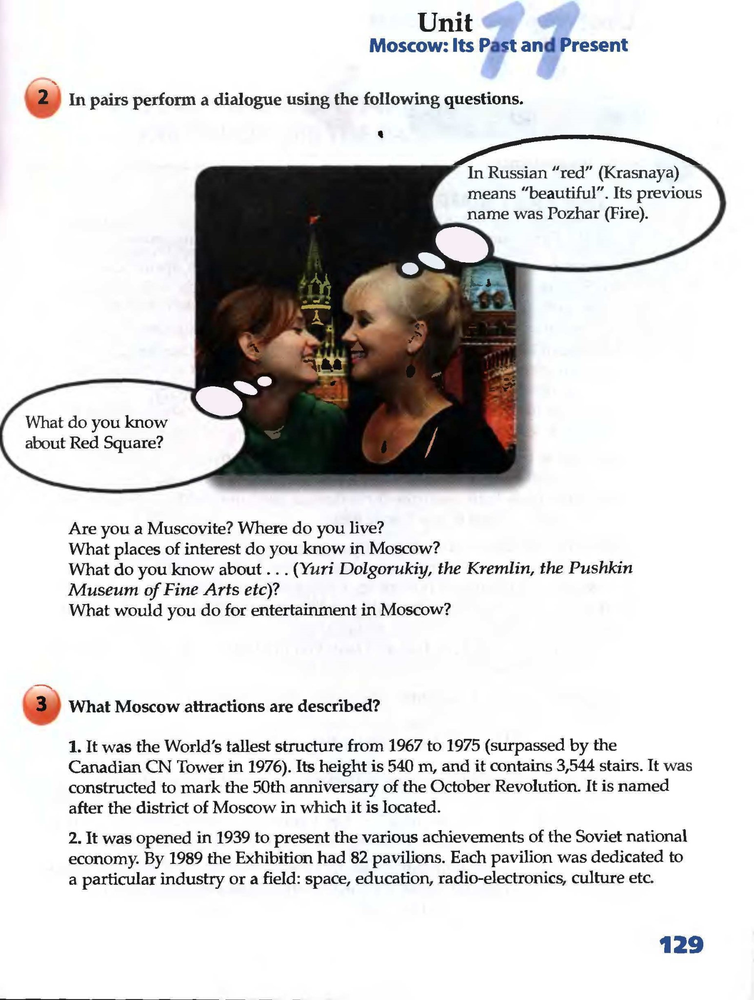 Unit 11
Moscow: Its Past and Present
2 In pairs perform a dialogue using the following questions.
In Russian "red" (Krasnaya)
means "beautiful". Its previous
name was Pozhar (Fire).
What do you know
about Red Square?
Are you a Muscovite? Where do you live?
What places of interest do you know in Moscow?
What do you know about . . . (Yuri Dolgorukiy, the Kremlin, the Pushkin
Museum of Fine Arts etc)?
What would you do for entertainment in Moscow?
3 What Moscow attractions are described?
1. It was the World's tallest structure from 1967 to 1975 (surpassed by the
Canadian CN Tower in 1976). Its height is 540 m, and it contains 3,544 stairs. It was
constructed to mark the 50th anniversary of the October Revolution. It is named
after the district of Moscow in which it is located.
2. It was opened in 1939 to present the various achievements of the Soviet national
economy. By 1989 the Exhibition had 82 pavilions. Each pavilion was dedicated to
a particular industry or a field: space, education, radio-electronics, culture etc.
129